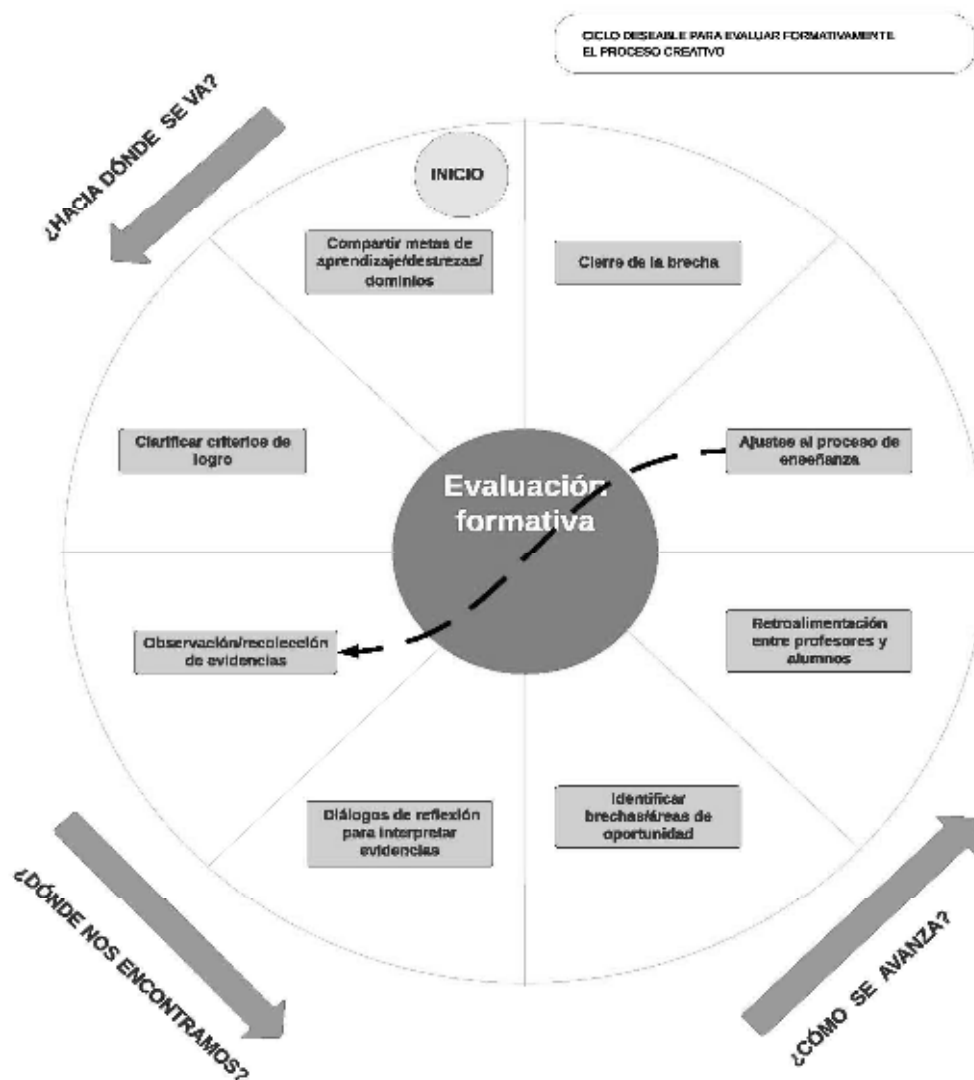 CICLO DESEABLE PARA EVALUAR FORMATIVAMENTE
EL PROCESO CREATIVO
¿HACIA DÓNDE SE VA?
INICIO
Compartir metas de
aprendizaje/destrezas/
dominios
Cierre de la brecha
Clarificar criterios de
logro
Ajustes al proceso de
enseñanza
Evaluación
formativa
Observación/recolección
de evidencias
Retroalimentación
entre profesores y
alumnos
Diálogos de reflexión
para interpretar
evidencias
Identificar
brechas/áreas de
oportunidad
¿DÓNDE NOS ENCONTRAMOS?
¿CÓMO SE AVANZA?